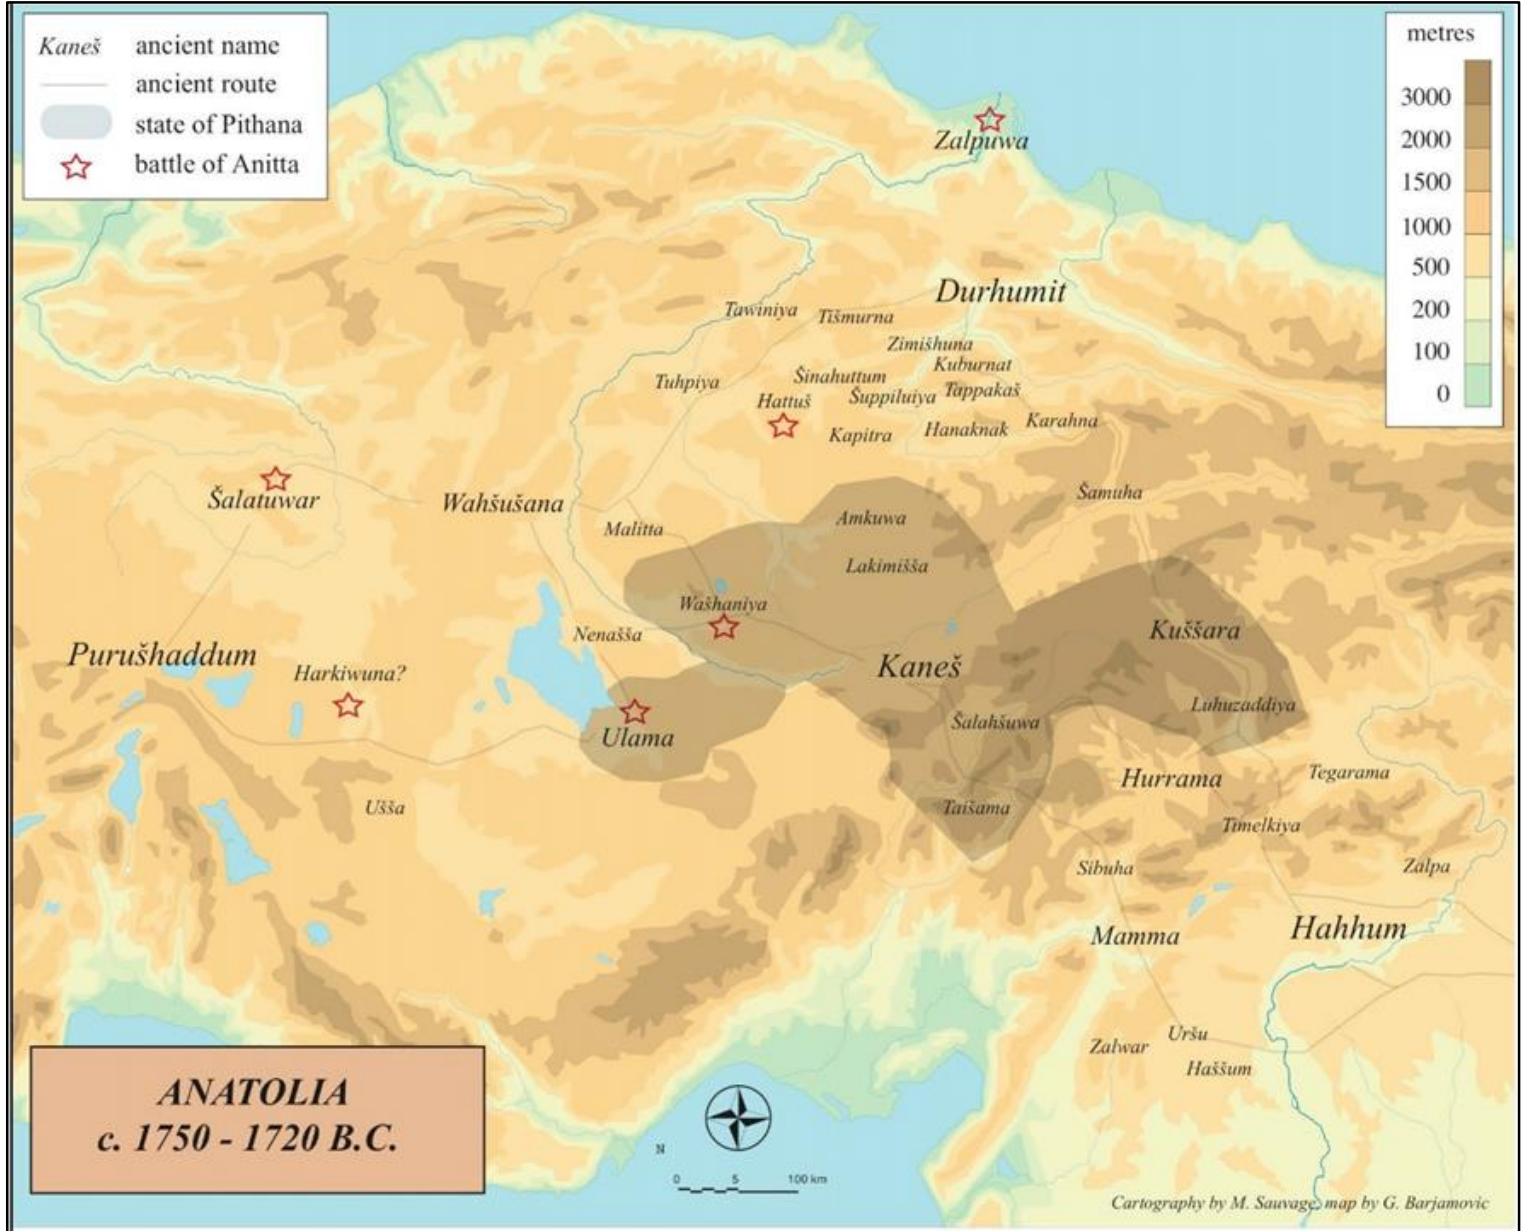 Kaneš ancient name
ancient route
state of Pithana
battle of Anitta
metres
3000
2000
1500
1000
500
200
100
0
Zalpuwa
Durhumit
Tawiniya
Tišmurna
Zimišhuna
Kuburnat
Tuhpiya
Šinahuttum
Šuppiluiya
Tappakaš
Hattuš
Kapitra
Hanaknak
Karahna
Šalatuwar
Wahšušana
Šamuha
Malitta
Amkuwa
Lakimišša
Wašhaniya
Nenašša
Kuššara
Purušhaddum
Harkiwuna?
Kaneš
Luhuzaddiya
Ulama
Šalahšuwa
Hurrama
Tegarama
Ušša
Taišama
Timelkiya
Sibuha
Zalpa
Mamma
Hahhum
Zalwar
Uršu
Haššum
ANATOLIA
c. 1750 - 1720 B.C.
N
0 5 100 km
Cartography by M. Sauvage, map by G. Barjamovic